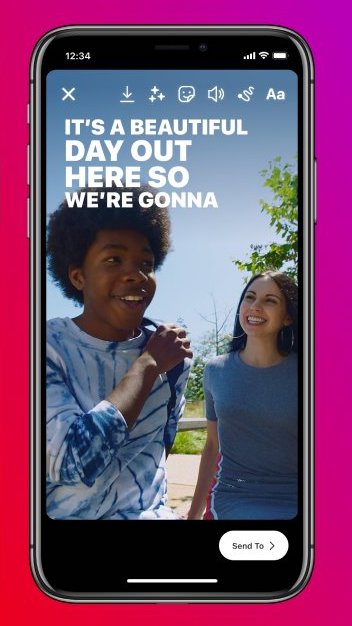 12:34
Aa
IT'S A BEAUTIFUL
DAY OUT
HERE SO
WE'RE GONNA
Send To